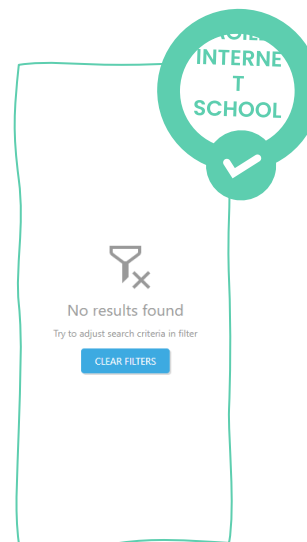 INTERNE
T
SCHOOL
No results found
Try to adjust search criteria in filter
CLEAR FILTERS